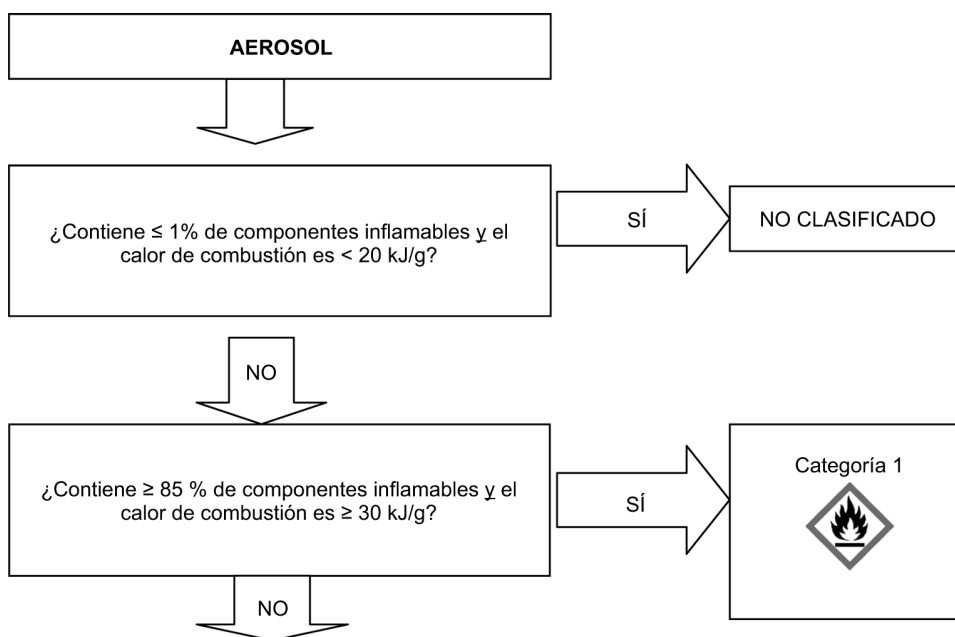 AEROSOL
¿Contiene ≤ 1% de componentes inflamables y el
calor de combustión es < 20 kJ/g?
SÍ
NO CLASIFICADO
NO
¿Contiene ≥ 85 % de componentes inflamables y el
calor de combustión es ≥ 30 kJ/g?
SÍ
Categoría 1
NO